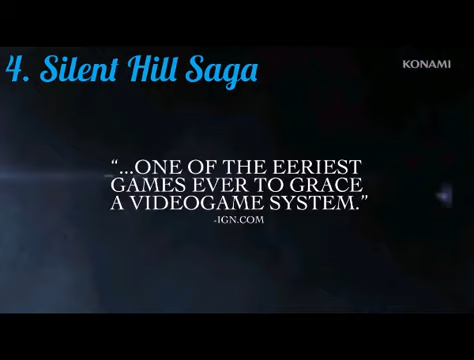 4. Silent Hill Saga
KONAMI
“...ONE OF THE EERIEST
GAMES EVER TO GRACE
A VIDEOGAME SYSTEM.”
-IGN.COM